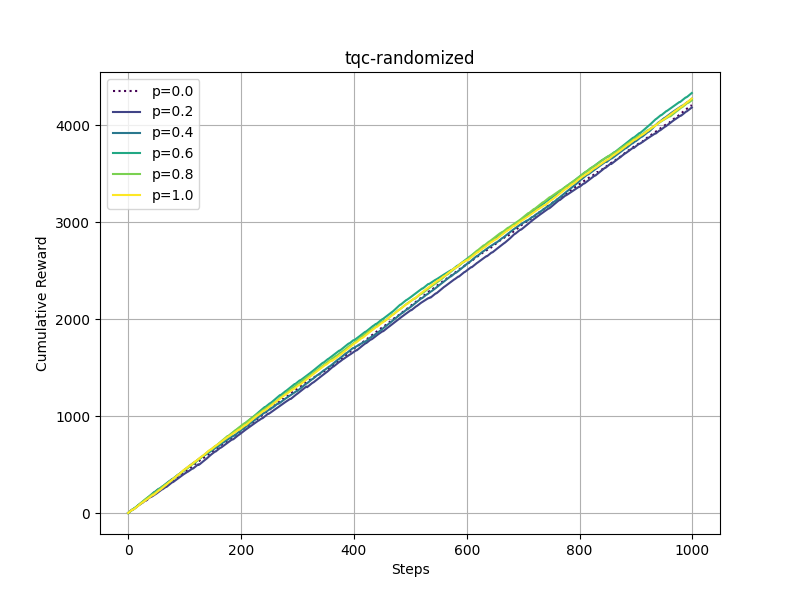 tqc-randomized
p=0.0
p=0.2
p=0.4
p=0.6
p=0.8
p=1.0
Cumulative Reward
4000
3000
2000
1000
0
0 200 400 600 800 1000
Steps